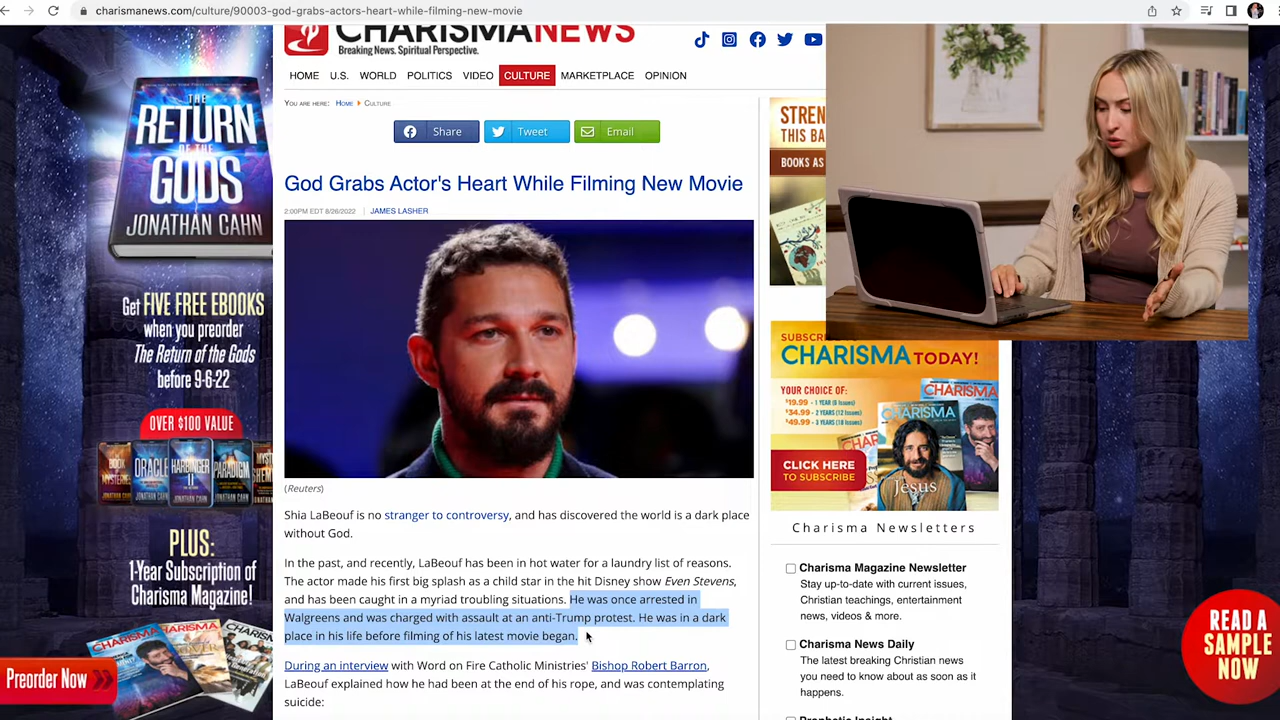 charismanews.com/culture/90003-god-grabs-actors-heart-while-filming-new-movie
CHARISMANEWS
Breaking News. Spiritual Perspective.
HOME U.S. WORLD POLITICS VIDEO CULTURE MARKETPLACE OPINION
YOU ARE HERE: HOME CULTURE
Share Tweet Email
God Grabs Actor's Heart While Filming New Movie
2:00PM EDT 8/26/2022 JAMES LASHER
(Reuters)
Shia LaBeouf is no stranger to controversy, and has discovered the world is a dark place
without God.
In the past, and recently, LaBeouf has been in hot water for a laundry list of reasons.
The actor made his first big splash as a child star in the hit Disney show Even Stevens,
and has been caught in a myriad troubling situations. He was once arrested in
Walgreens and was charged with assault at an anti-Trump protest. He was in a dark
place in his life before filming of his latest movie began.
During an interview with Word on Fire Catholic Ministries' Bishop Robert Barron,
LaBeouf explained how he had been at the end of his rope, and was contemplating
suicide:
THE
RETURN
OF THE
GODS
JONATHAN CAHN
Get FIVE FREE EBOOKS
when you preorder
The Return of the Gods
before 9-6-22
OVER $100 VALUE
BOOK
MYSTERIES
ORACLE
HARBINGER
II
PARADIGM
PLUS:
1-Year Subscription of
Charisma Magazine!
Preorder Now
STREN
THIS BA
BOOKS AS
SUBSCRI
CHARISMA TODAY!
YOUR CHOICE OF:
$19.99 - 1 YEAR (6 Issues)
$34.99 - 2 YEARS (12 Issues)
$49.99 - 3 YEARS (18 Issues)
CLICK HERE
TO SUBSCRIBE
CHARISMA
Jesus
Charisma Newsletters
Charisma Magazine Newsletter
Stay up-to-date with current issues,
Christian teachings, entertainment
news, videos & more.
Charisma News Daily
The latest breaking Christian news
you need to know about as soon as it
happens.
Prophetic Insight
READ A
SAMPLE
NOW